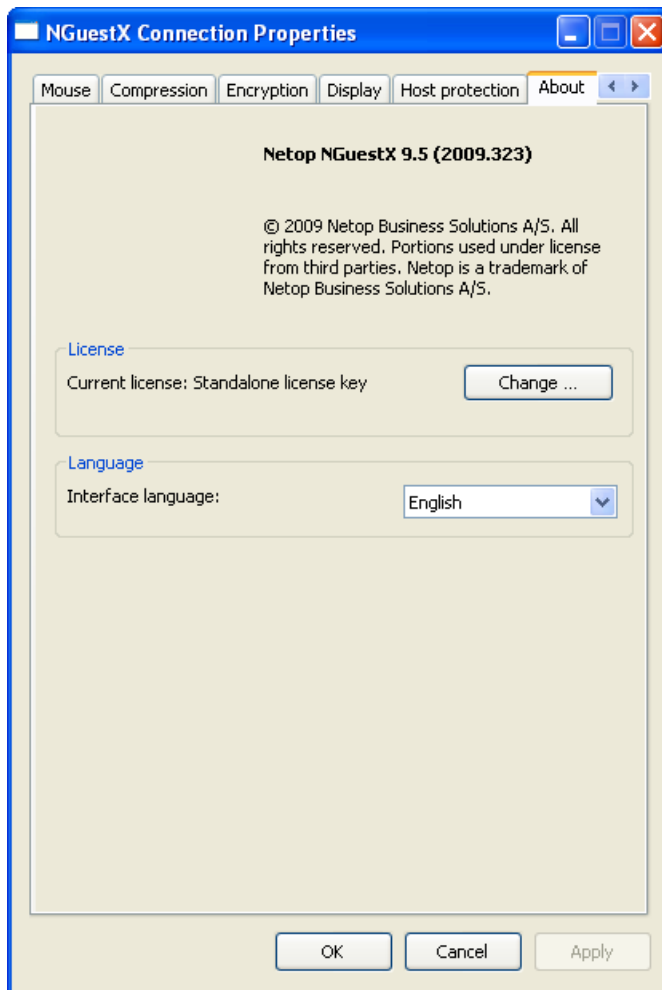 NGuestX Connection Properties
Mouse Compression Encryption Display Host protection About
Netop NGuestX 9.5 (2009.323)
© 2009 Netop Business Solutions A/S. All
rights reserved. Portions used under license
from third parties. Netop is a trademark of
Netop Business Solutions A/S.
License
Current license: Standalone license key Change ...
Language
Interface language: English
OK Cancel Apply